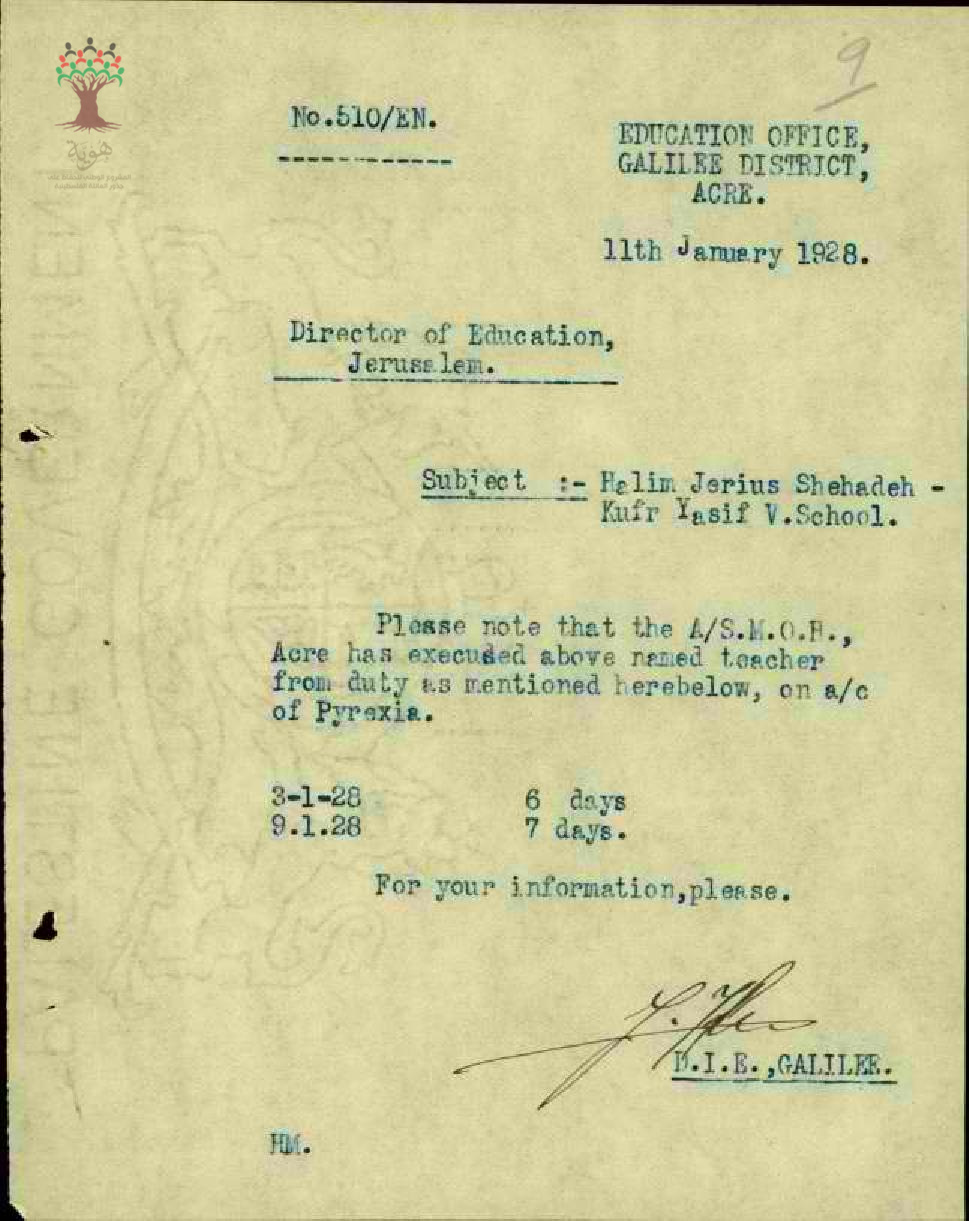 9
No.510/EN.
EDUCATION OFFICE,
GALILEE DISTRICT,
ACRE.
11th January 1928.
Director of Education,
Jerusalem.
Subject :- Halim Jerius Shehadeh -
Kufr Yasif V.School.
Please note that the A/S.M.O.H.,
Acre has execused above named teacher
from duty as mentioned herebelow, on a/c
of Pyrexia.
3-1-28 6 days
9.1.28 7 days.
For your information,please.
D.I.E.,GALILEE.
HM.
هوية
PALESTINE GOVERNMENT